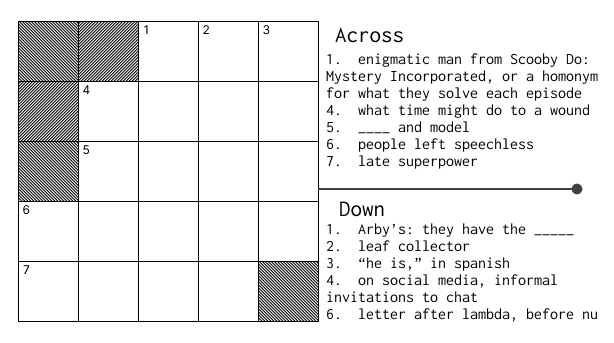 1 2 3
4
5
6
7
Across
1. enigmatic man from Scooby Do:
Mystery Incorporated, or a homonym
for what they solve each episode
4. what time might do to a wound
5. ____ and model
6. people left speechless
7. late superpower
Down
1. Arby’s: they have the _____
2. leaf collector
3. “he is,” in spanish
4. on social media, informal
invitations to chat
6. letter after lambda, before nu